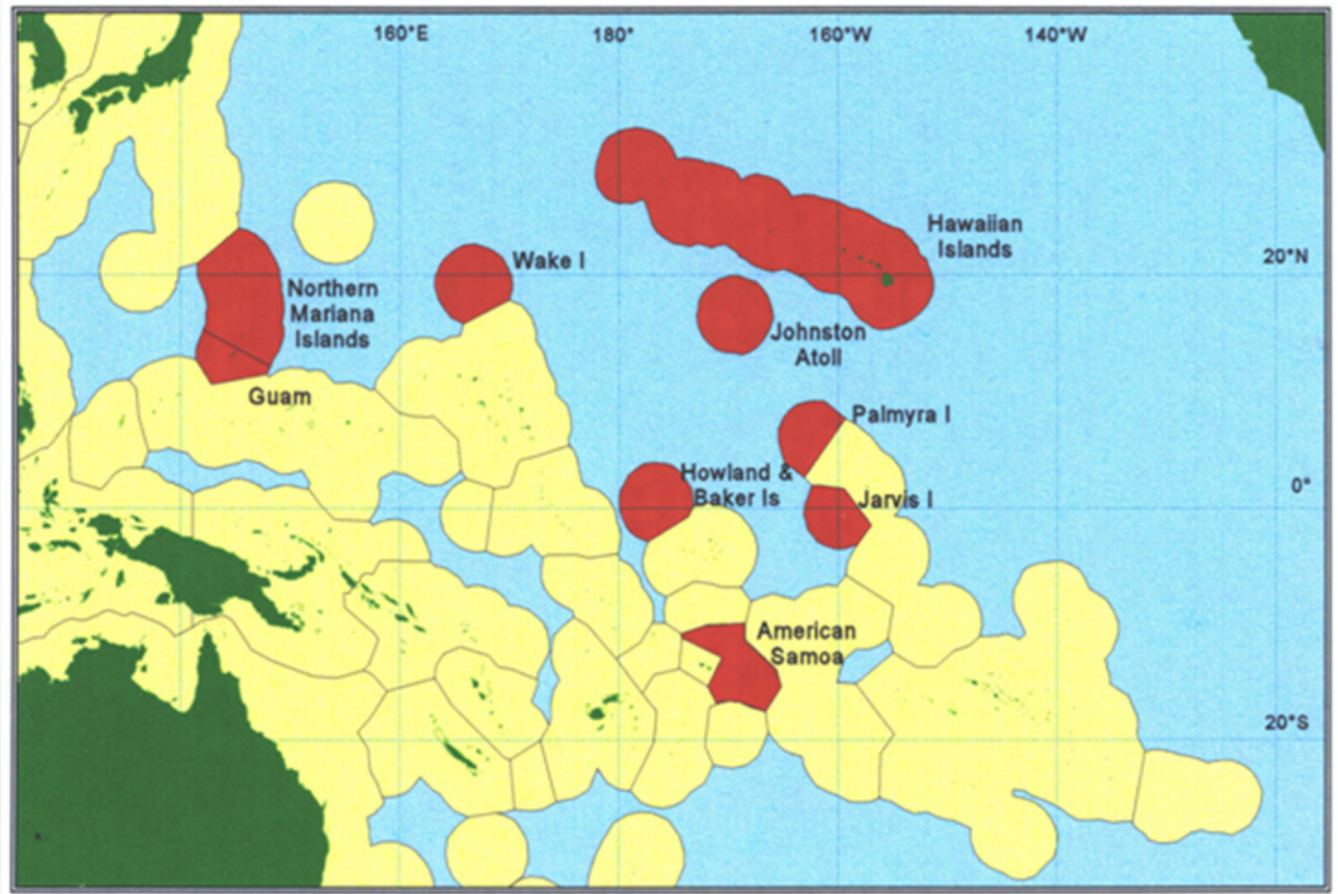 160°E
180°
160°W
140°W
Hawaiian
Islands
Wake I
20°N
Northern
Mariana
Islands
Johnston
Atoll
Guam
Palmyra I
Howland &
Baker Is
Jarvis I
0°
American
Samoa
20°S